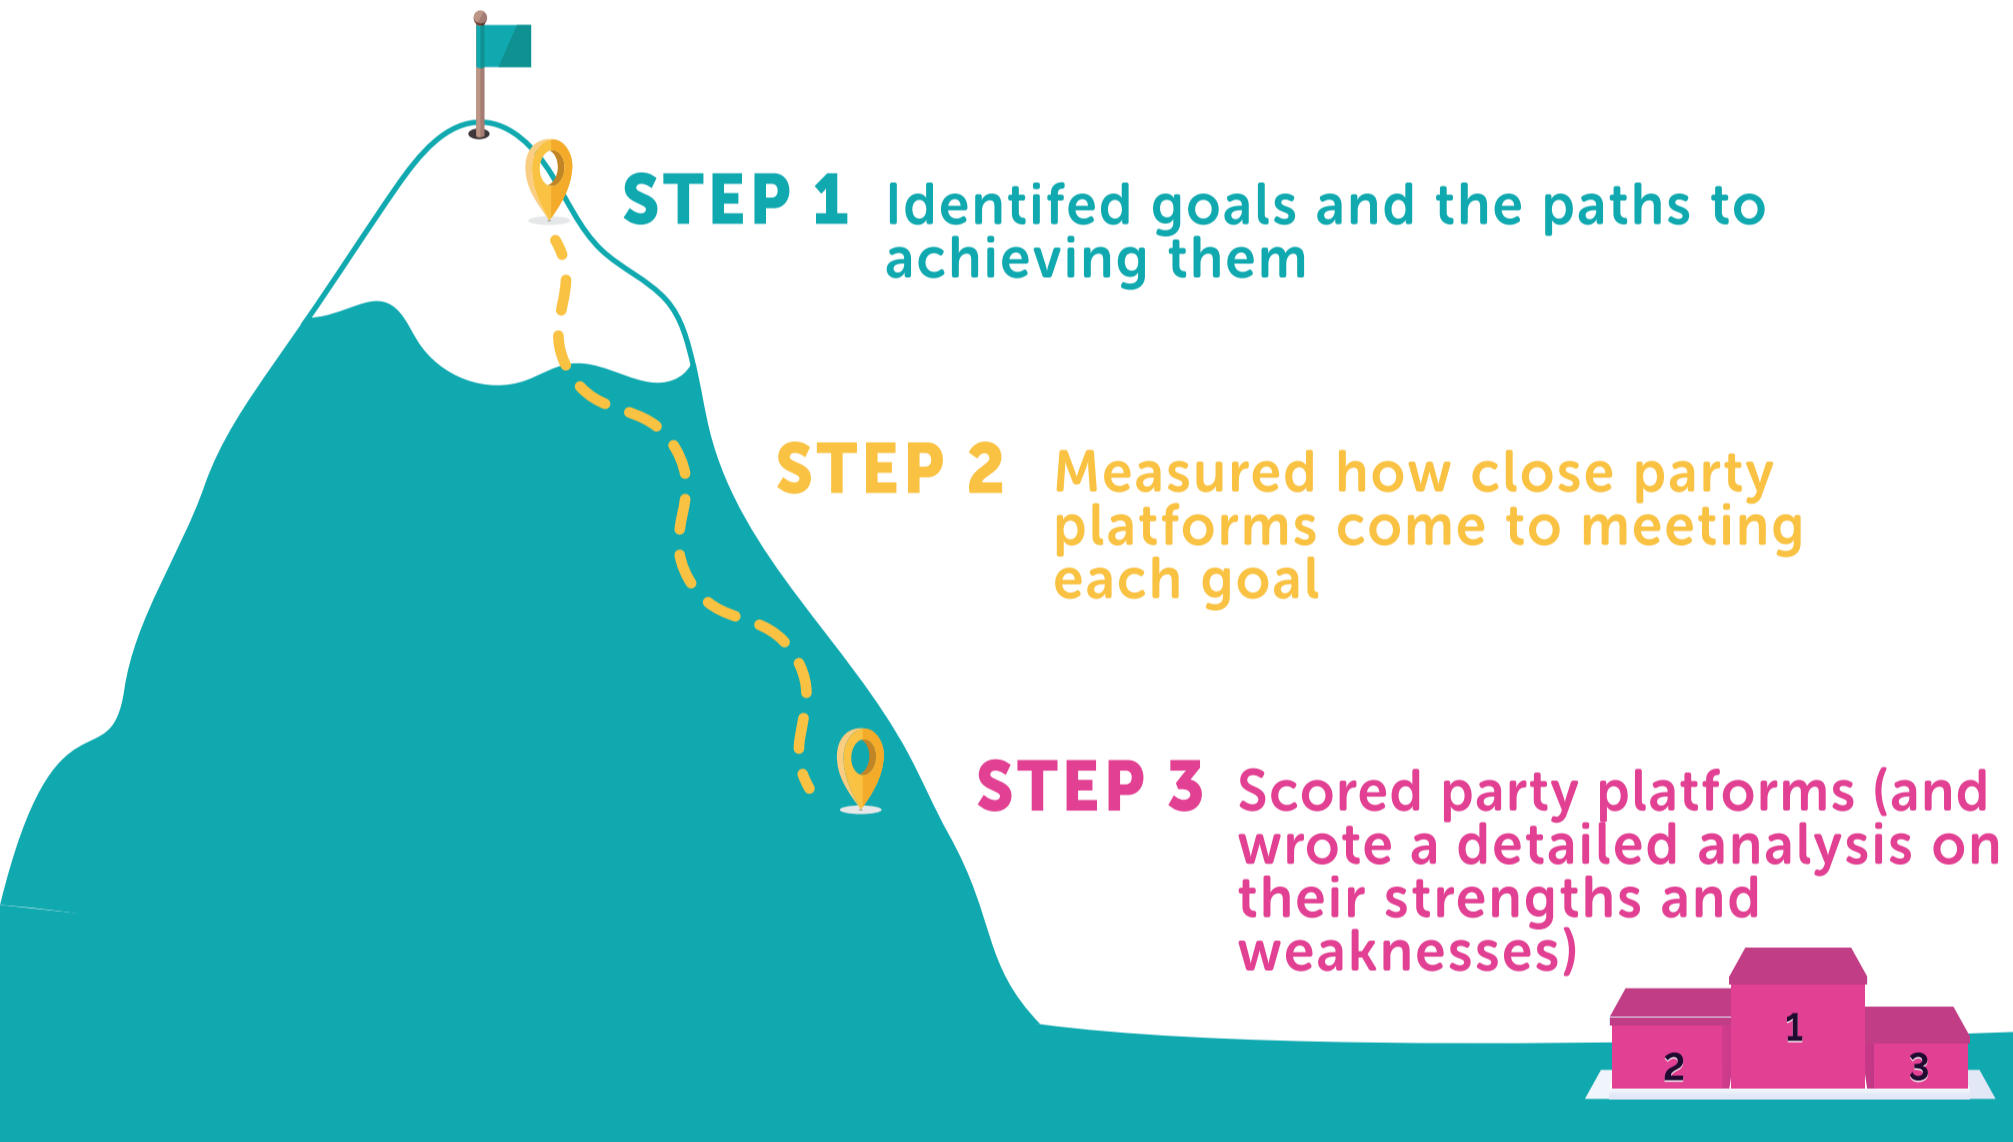 STEP 1 Identifed goals and the paths to
achieving them
STEP 2 Measured how close party
platforms come to meeting
each goal
STEP 3 Scored party platforms (and
wrote a detailed analysis on
their strengths and
weaknesses)
1
2
3